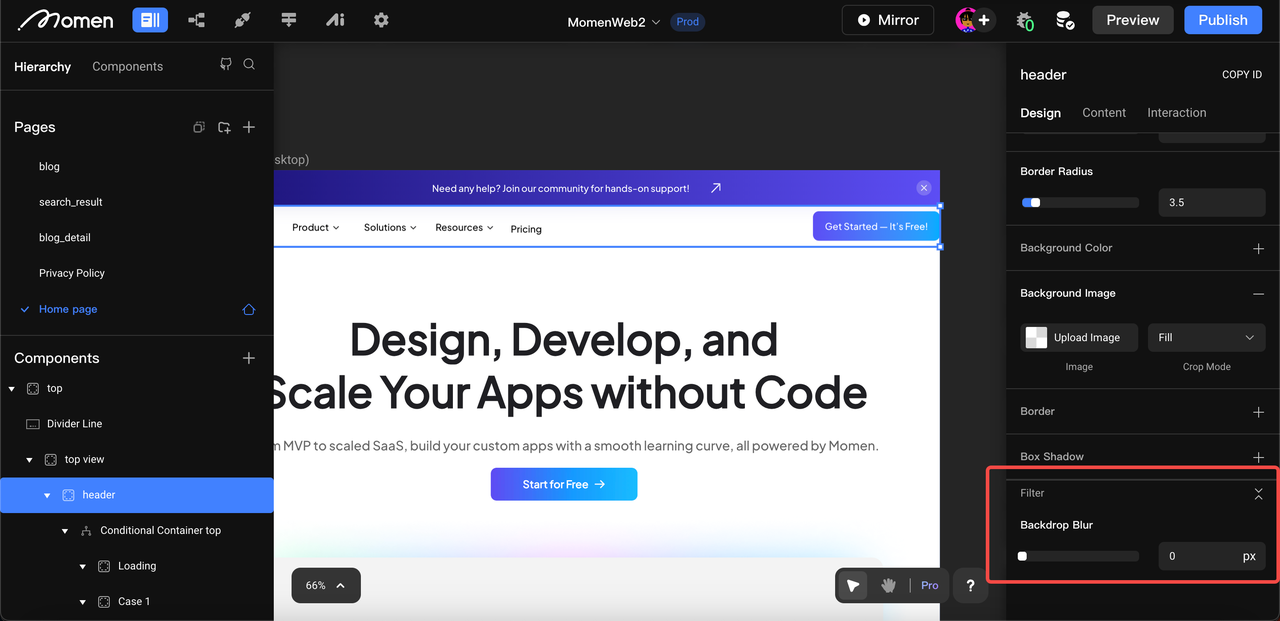 Momen
MomenWeb2
Prod
Mirror
0
Preview
Publish
Hierarchy
Components
Pages
blog
search_result
blog_detail
Privacy Policy
Home page
Components
top
Divider Line
top view
header
Conditional Container top
Loading
Case 1
sktop)
Need any help? Join our community for hands-on support!
Product
Solutions
Resources
Pricing
Get Started — It's Free!
Design, Develop, and
Scale Your Apps without Code
MVP to scaled SaaS, build your custom apps with a smooth learning curve, all powered by Momen.
Start for Free
66%
Pro
?
header
COPY ID
Design
Content
Interaction
Border Radius
3.5
Background Color
Background Image
Upload Image
Fill
Image
Crop Mode
Border
Box Shadow
Filter
Backdrop Blur
0
px